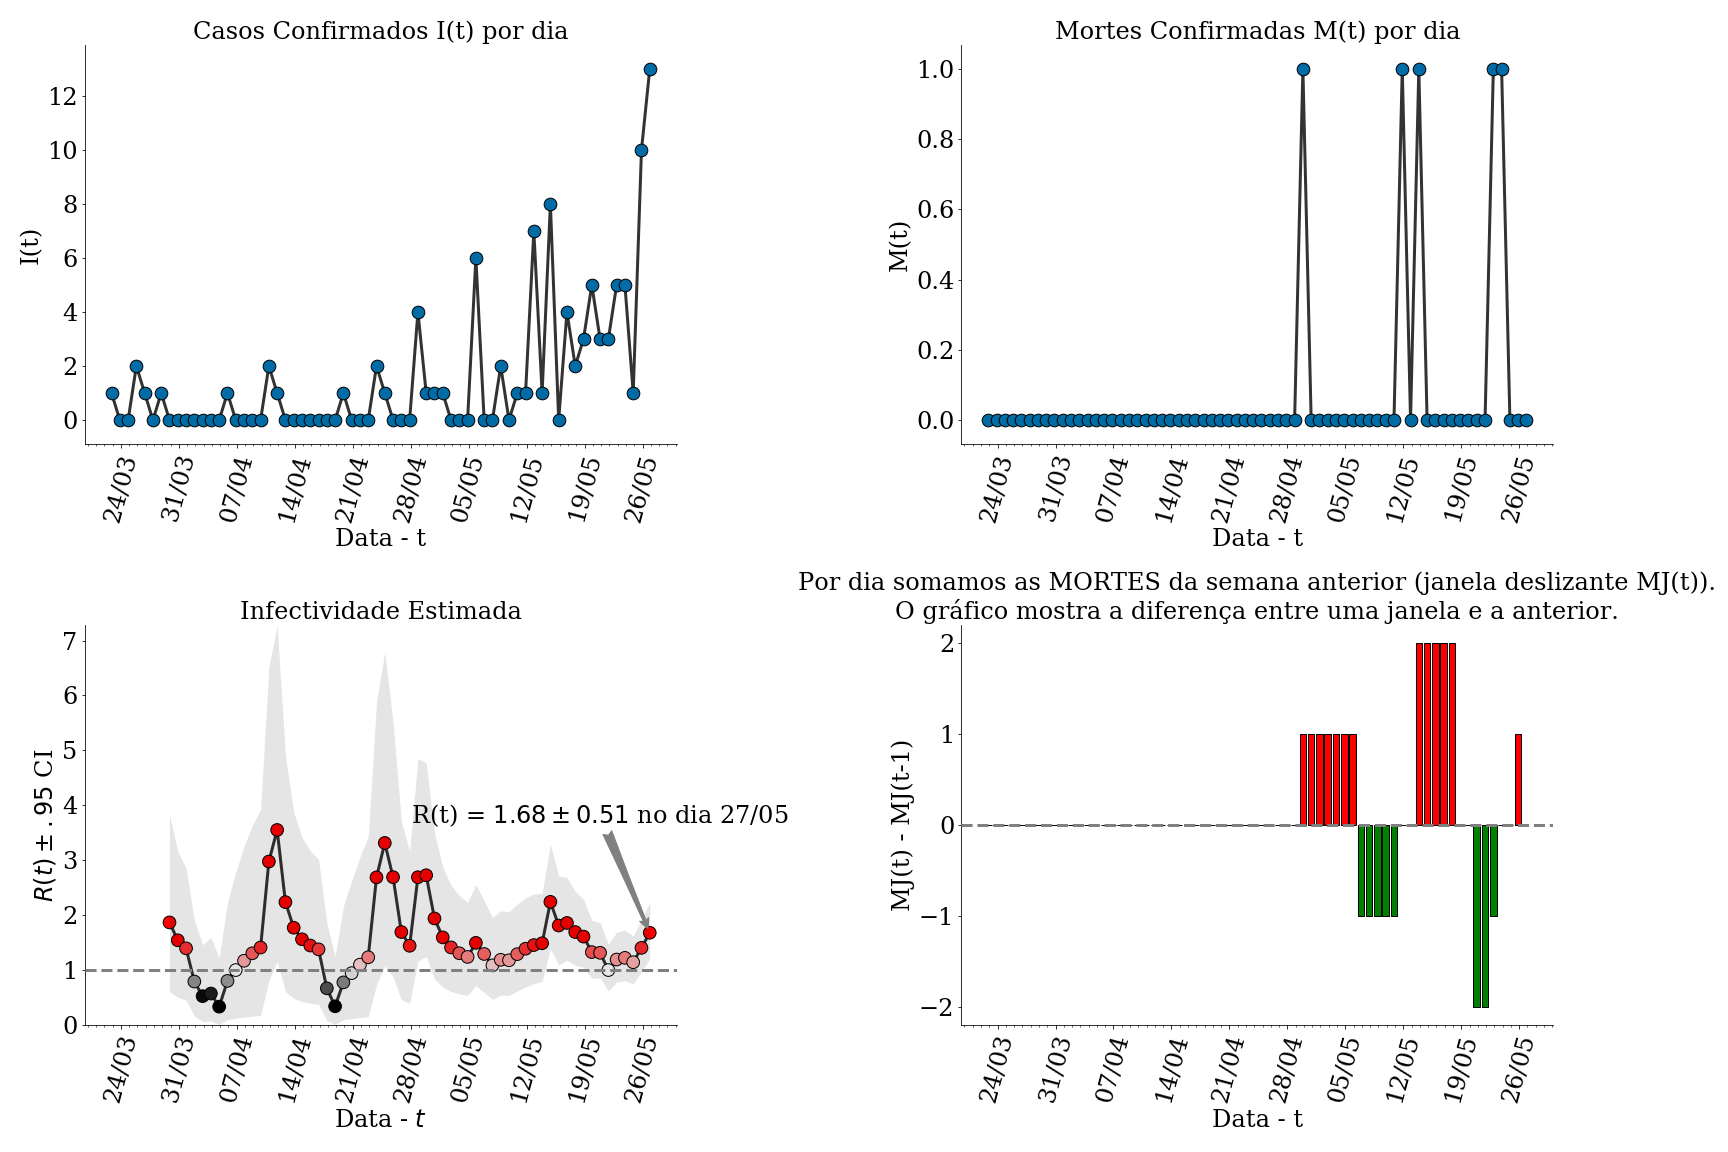 Casos Confirmados I(t) por dia
I(t)
12
10
8
6
4
2
0
24/03 31/03 07/04 14/04 21/04 28/04 05/05 12/05 19/05 26/05
Data - t
Mortes Confirmadas M(t) por dia
M(t)
1.0
0.8
0.6
0.4
0.2
0.0
24/03 31/03 07/04 14/04 21/04 28/04 05/05 12/05 19/05 26/05
Data - t
Infectividade Estimada
R(t) ± .95 CI
7
6
5
4
3
2
1
0
R(t) = 1.68 ± 0.51 no dia 27/05
24/03 31/03 07/04 14/04 21/04 28/04 05/05 12/05 19/05 26/05
Data - t
Por dia somamos as MORTES da semana anterior (janela deslizante MJ(t)).
O gráfico mostra a diferença entre uma janela e a anterior.
MJ(t) - MJ(t-1)
2
1
0
−1
−2
24/03 31/03 07/04 14/04 21/04 28/04 05/05 12/05 19/05 26/05
Data - t